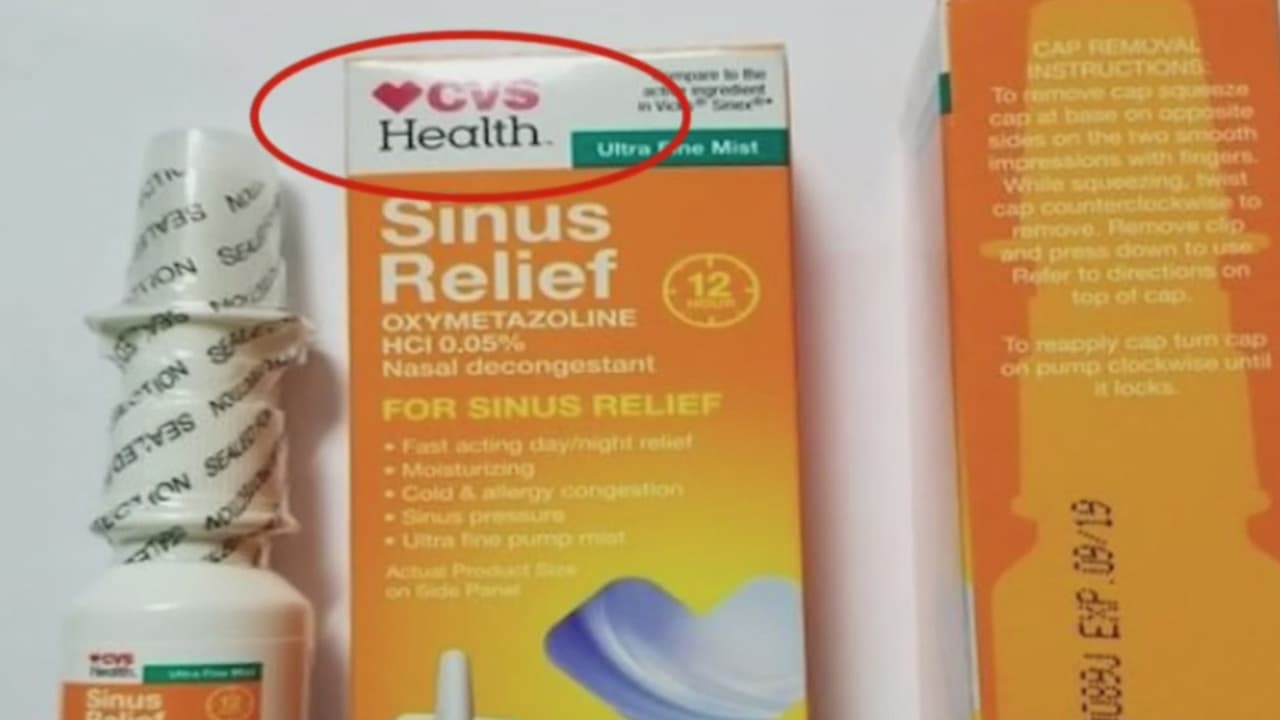 CVS
Health™
Compare to the
active ingredient
in Vicks® Sinex®*
Ultra Fine Mist
Sinus
Relief
12
HOUR
OXYMETAZOLINE
HCl 0.05%
Nasal decongestant
FOR SINUS RELIEF
• Fast acting day/night relief
• Moisturizing
• Cold & allergy congestion
• Sinus pressure
• Ultra fine pump mist
Actual Product Size
on Side Panel
SEALED
SEALED
CVS
Health
Ultra Fine Mist
Sinus
Relief
12
CAP REMOVAL
INSTRUCTIONS:
To remove cap squeeze
cap at base on opposite
sides on the two smooth
impressions with fingers.
While squeezing, twist
cap counterclockwise to
remove. Remove clip
and press down to use
Refer to directions on
top of cap.
To reapply cap turn cap
on pump clockwise until
it locks.
EXP.09/19